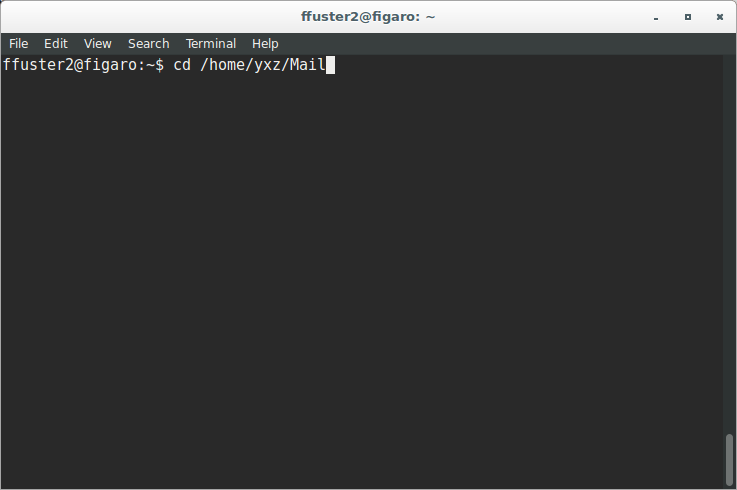 ffuster2@figaro: ~
File Edit View Search Terminal Help
ffuster2@figaro:~$ cd /home/yxz/Mail